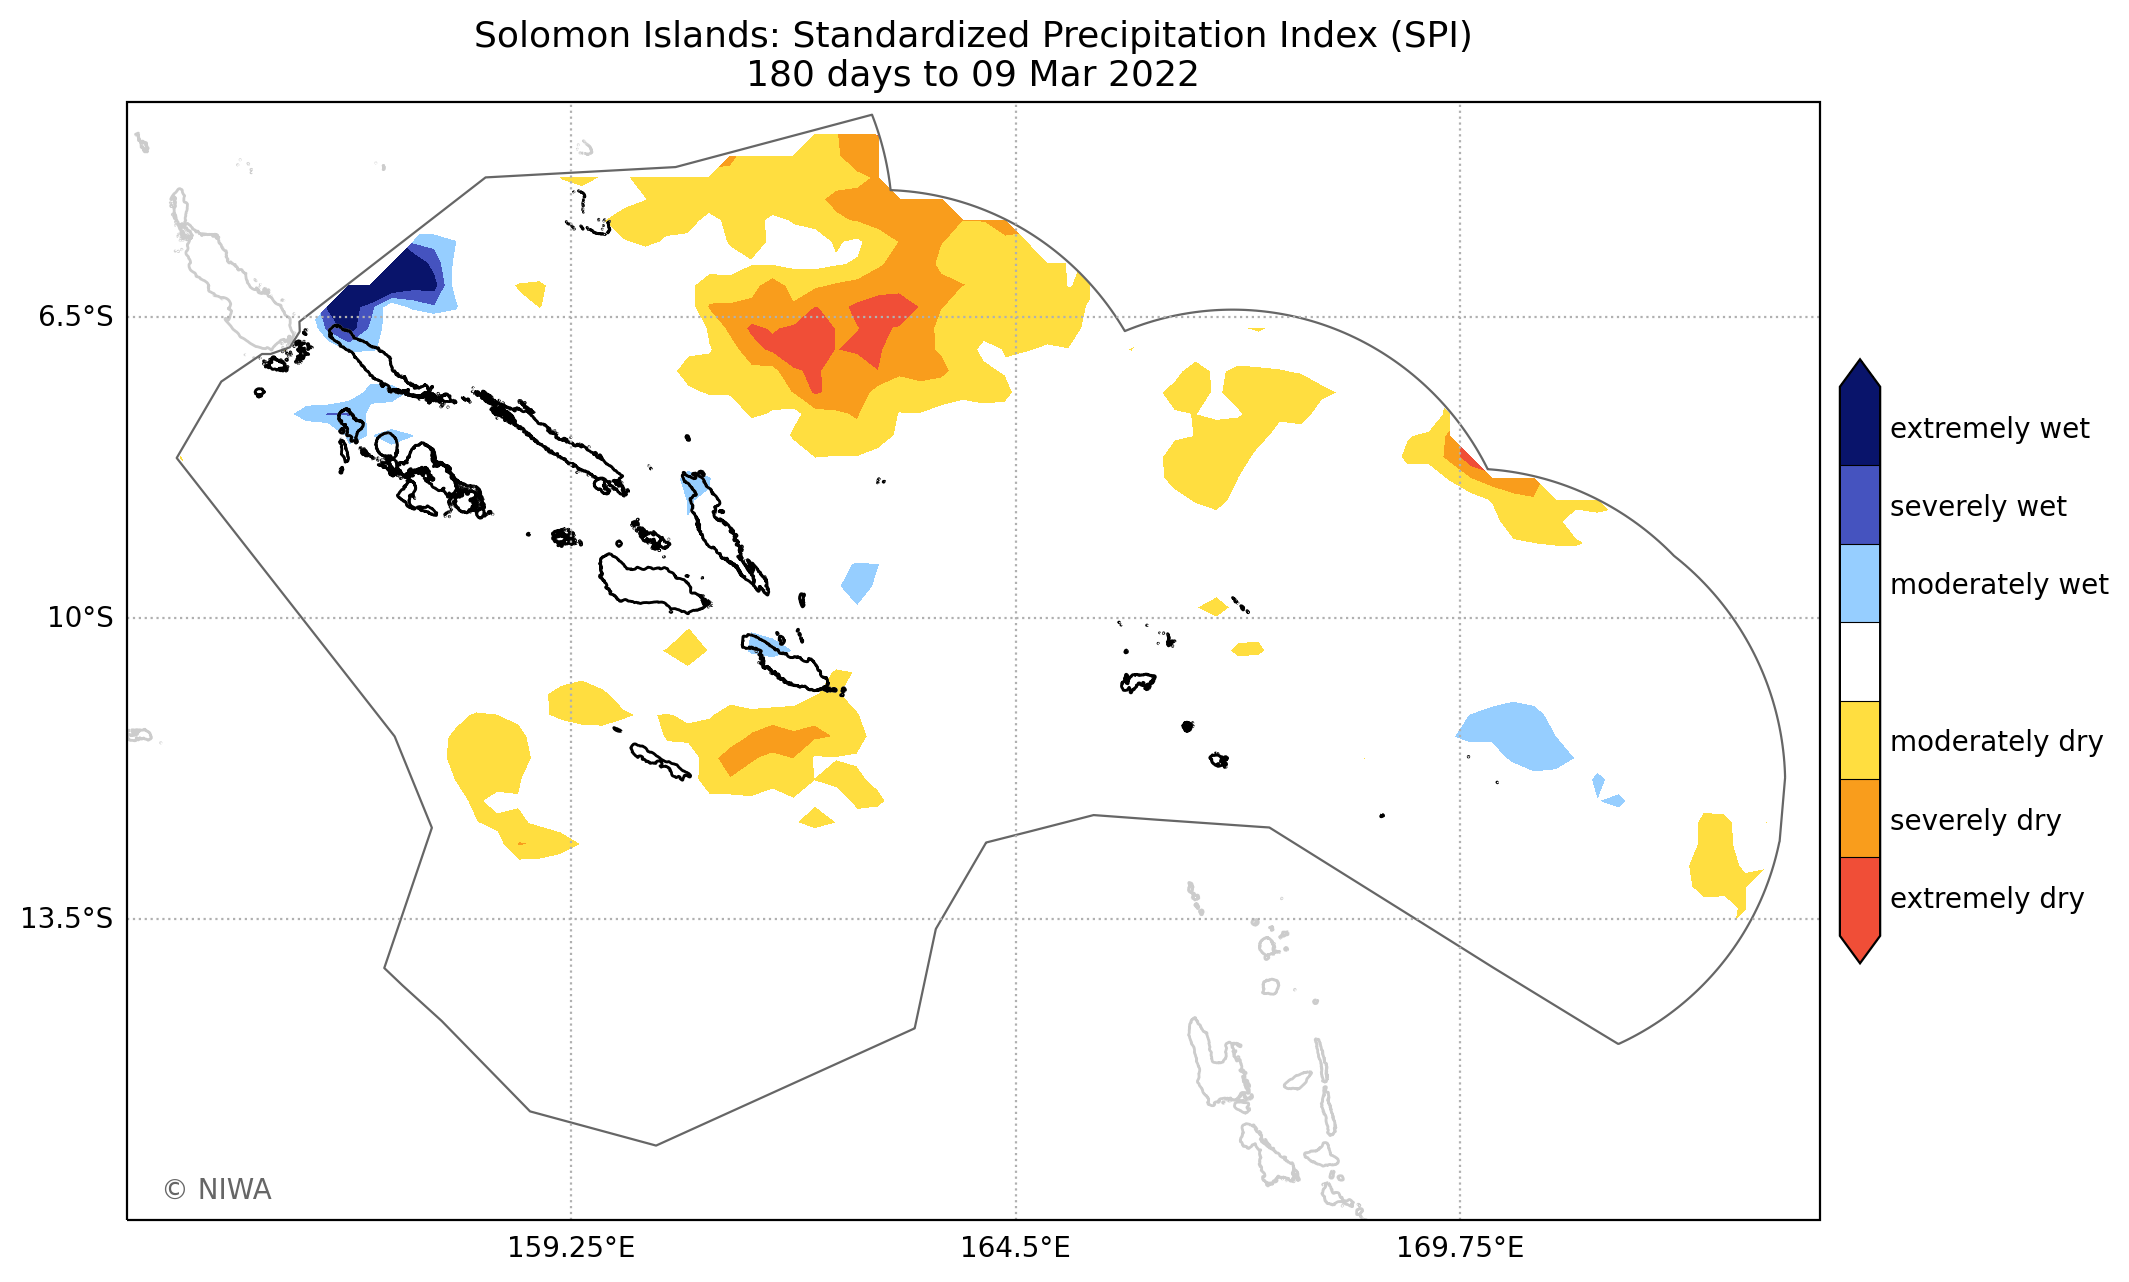 Solomon Islands: Standardized Precipitation Index (SPI)
180 days to 09 Mar 2022
6.5°S
10°S
13.5°S
159.25°E
164.5°E
169.75°E
extremely wet
severely wet
moderately wet
moderately dry
severely dry
extremely dry
© NIWA